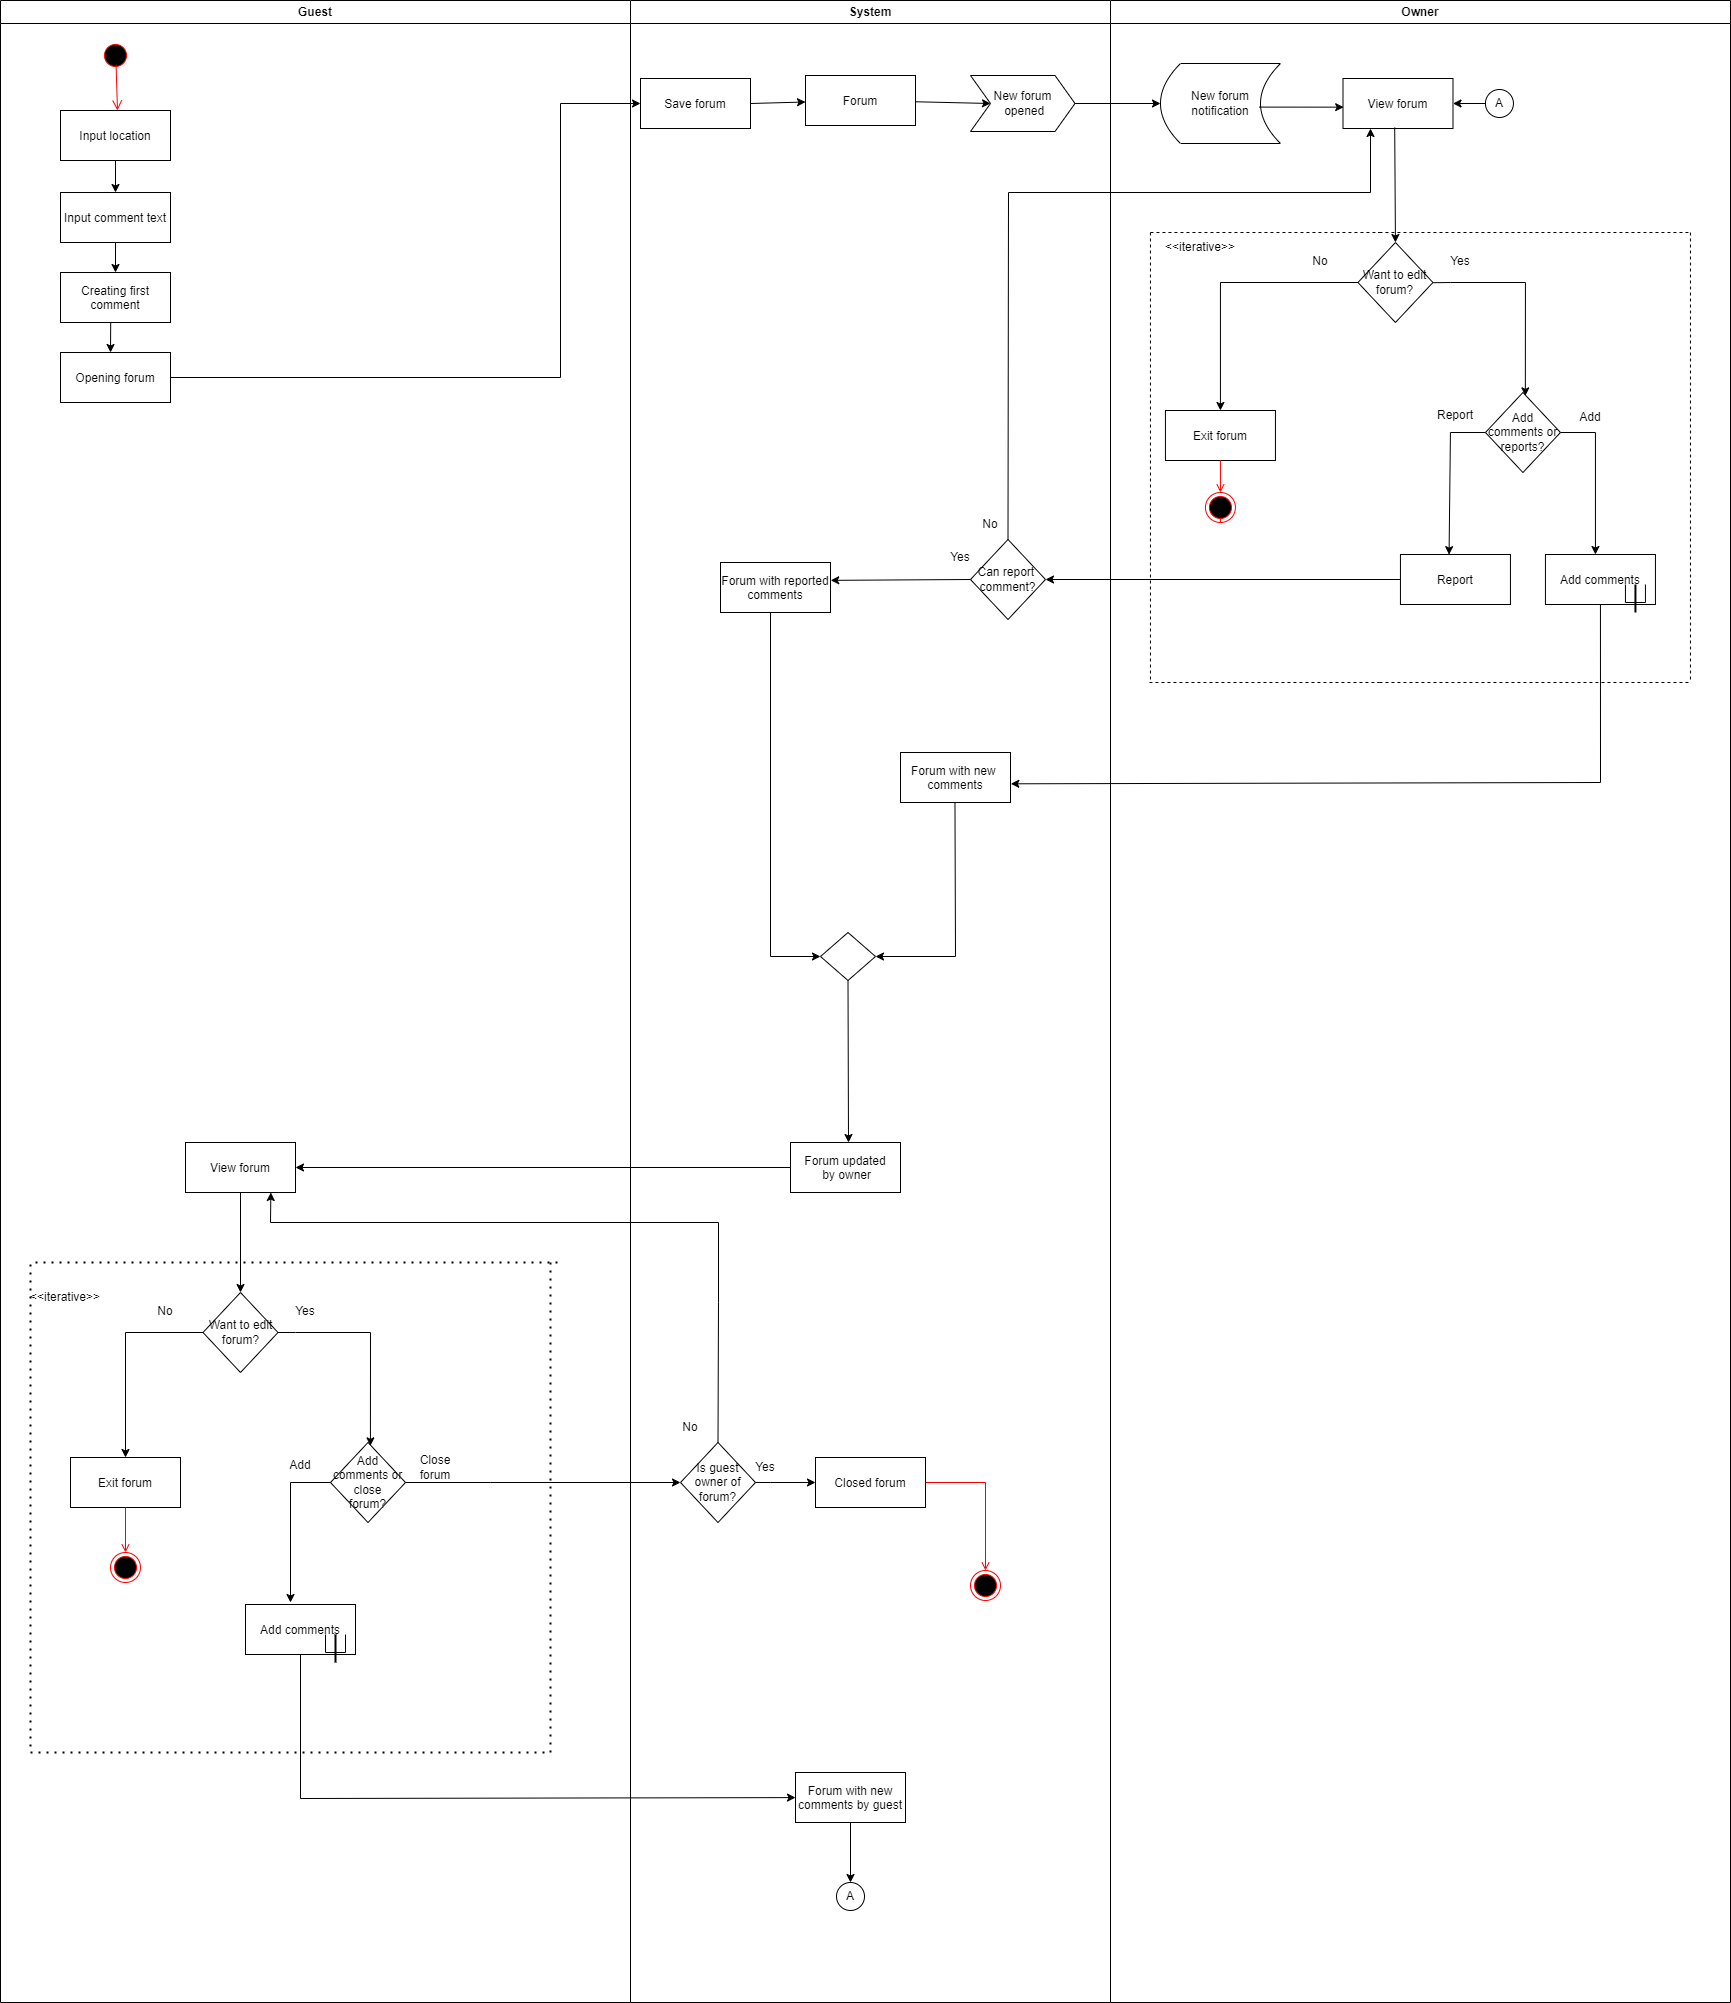 Guest
System
Owner
Input location
Input comment text
Creating first
comment
Opening forum
Save forum
Forum
New forum
opened
New forum
notification
View forum
A
<<iterative>>
No
Want to edit
forum?
Yes
Exit forum
Report
Add
comments or
reports?
Add
Report
Add comments
No
Yes
Can report
comment?
Forum with reported
comments
Forum with new
comments
Forum updated
by owner
View forum
<<iterative>>
No
Want to edit
forum?
Yes
Exit forum
Add
Add
comments or
close
forum?
Close
forum
Add comments
No
Is guest
owner of
forum?
Yes
Closed forum
Forum with new
comments by guest
A